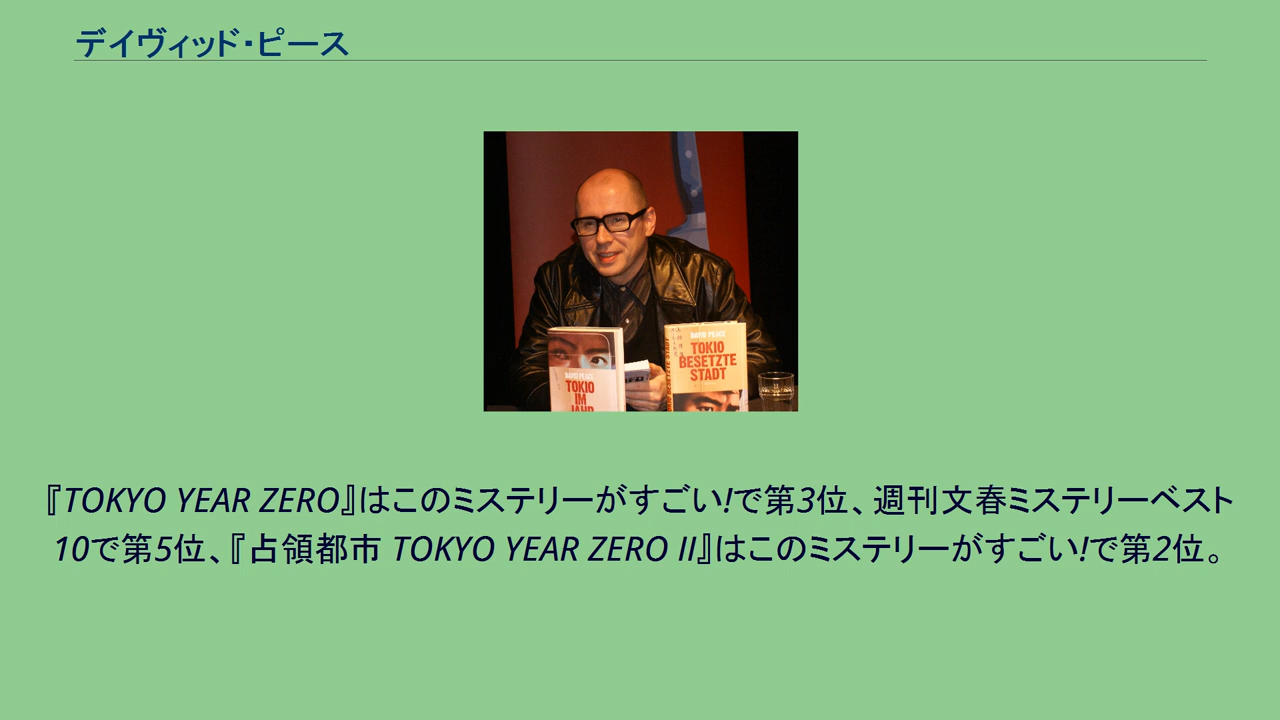 デイヴィッド・ピース
DAVID PEACE
TOKIO
IM
JAHR
DAVID PEACE
TOKIO
BESETZTE
STADT
『TOKYO YEAR ZERO』はこのミステリーがすごい!で第3位、週刊文春ミステリーベスト
10で第5位、『占領都市 TOKYO YEAR ZERO II』はこのミステリーがすごい!で第2位。